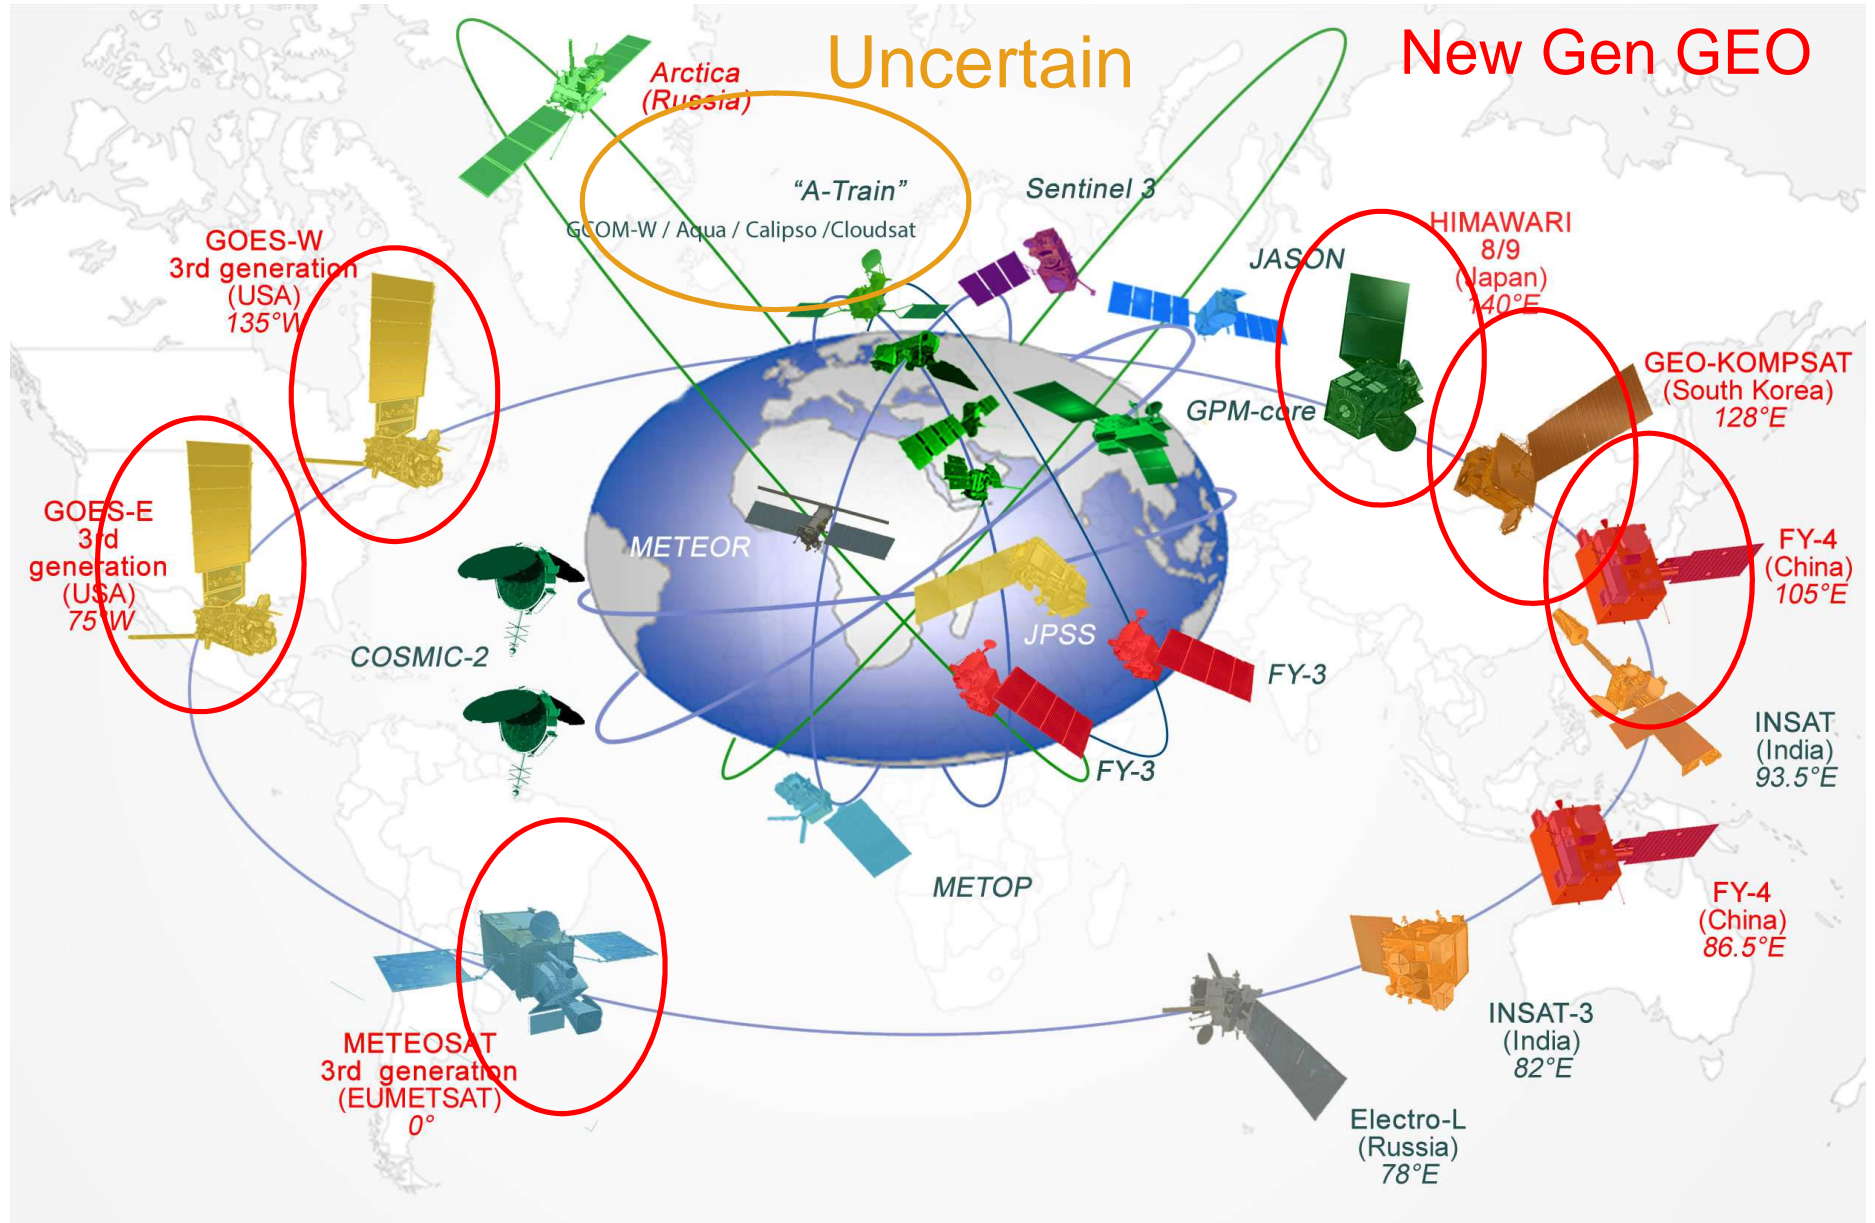 Uncertain
New Gen GEO
Arctica
(Russia)
“A-Train”
GCOM-W / Aqua / Calipso /Cloudsat
Sentinel 3
JASON
HIMAWARI
8/9
(Japan)
140°E
GOES-W
3rd generation
(USA)
135°W
GEO-KOMPSAT
(South Korea)
128°E
GPM-core
GOES-E
3rd
generation
(USA)
75°W
METEOR
FY-4
(China)
105°E
COSMIC-2
JPSS
FY-3
INSAT
(India)
93.5°E
FY-3
METOP
FY-4
(China)
86.5°E
INSAT-3
(India)
82°E
METEOSAT
3rd generation
(EUMETSAT)
0°
Electro-L
(Russia)
78°E